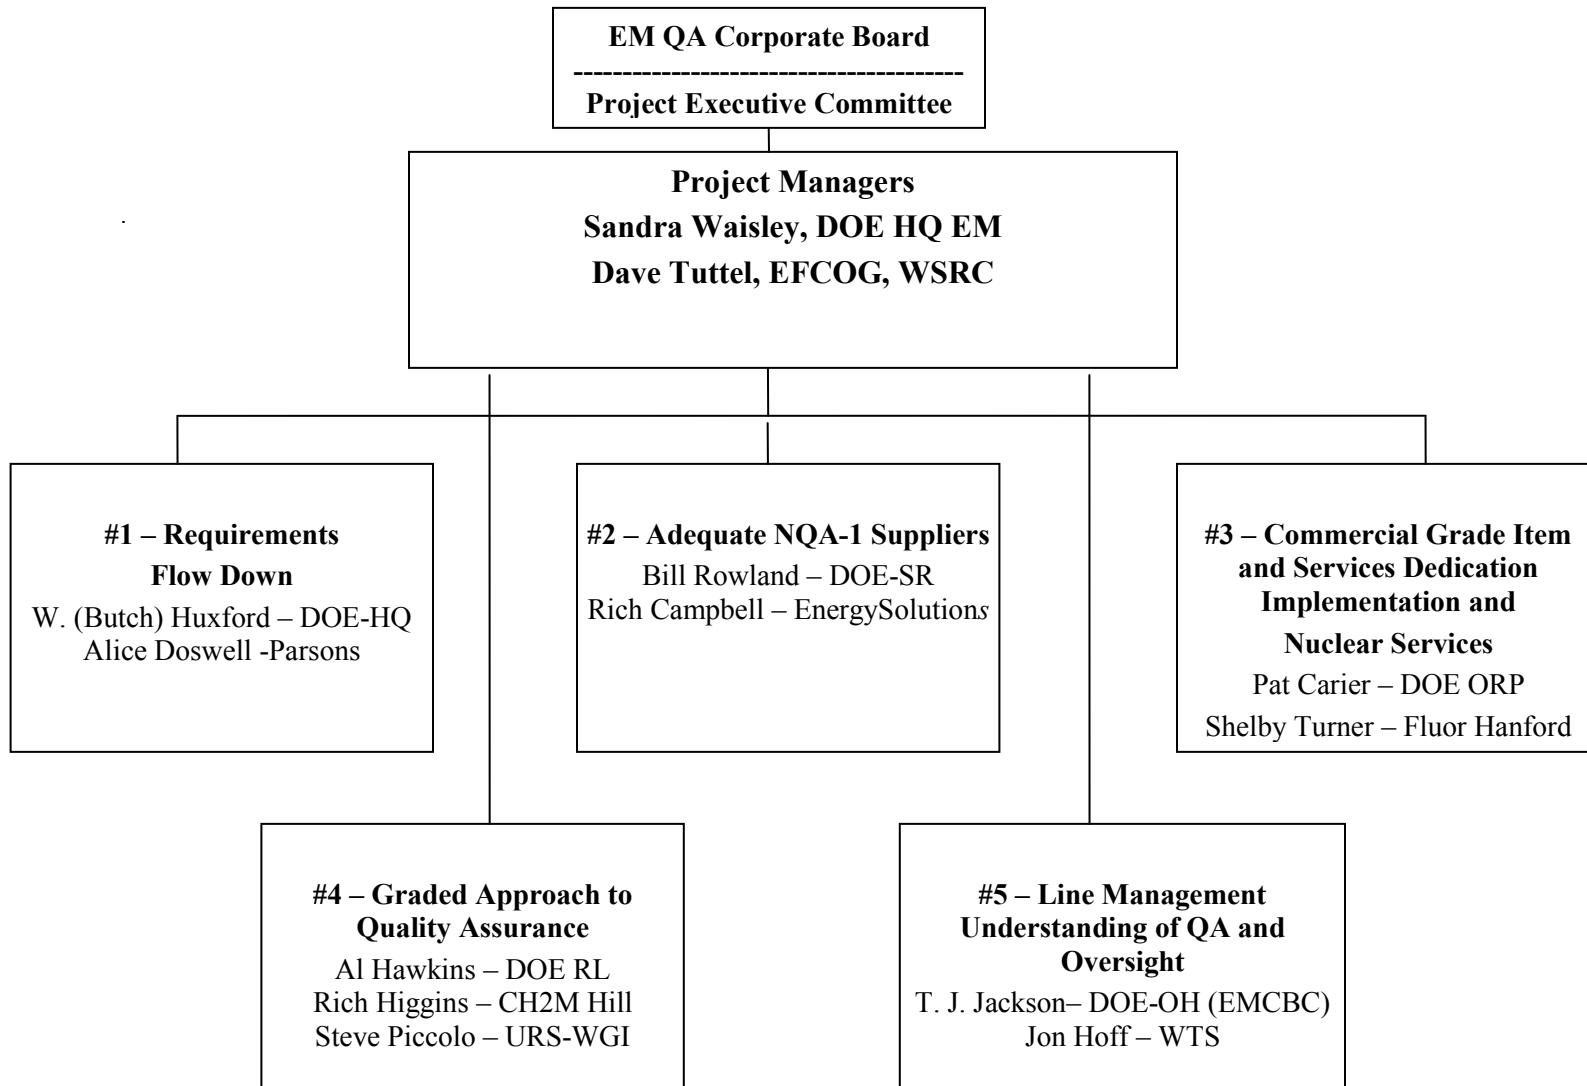 EM QA Corporate Board
----------------------------------------
Project Executive Committee
Project Managers
Sandra Waisley, DOE HQ EM
Dave Tuttel, EFCOG, WSRC
#1 – Requirements
Flow Down
W. (Butch) Huxford – DOE-HQ
Alice Doswell -Parsons
#2 – Adequate NQA-1 Suppliers
Bill Rowland – DOE-SR
Rich Campbell – EnergySolutions
#3 – Commercial Grade Item
and Services Dedication
Implementation and
Nuclear Services
Pat Carier – DOE ORP
Shelby Turner – Fluor Hanford
#4 – Graded Approach to
Quality Assurance
Al Hawkins – DOE RL
Rich Higgins – CH2M Hill
Steve Piccolo – URS-WGI
#5 – Line Management
Understanding of QA and
Oversight
T. J. Jackson– DOE-OH (EMCBC)
Jon Hoff – WTS